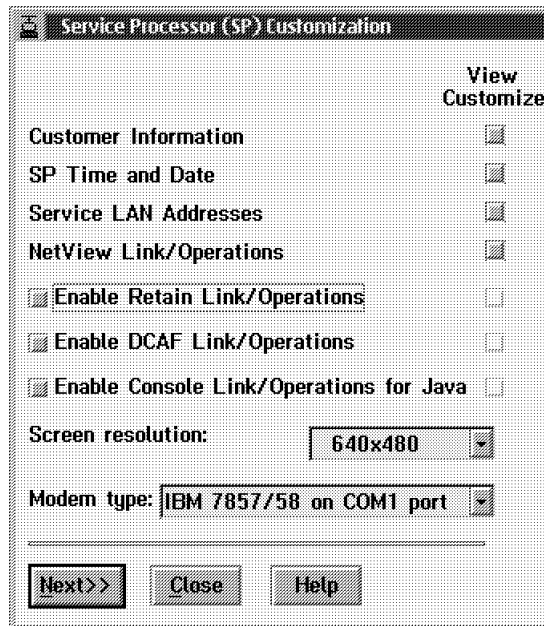 Service Processor (SP) Customization
View
Customize
Customer Information
SP Time and Date
Service LAN Addresses
NetView Link/Operations
Enable Retain Link/Operations
Enable DCAF Link/Operations
Enable Console Link/Operations for Java
Screen resolution: 640x480
Modem type: IBM 7857/58 on COM1 port
Next>> Close Help